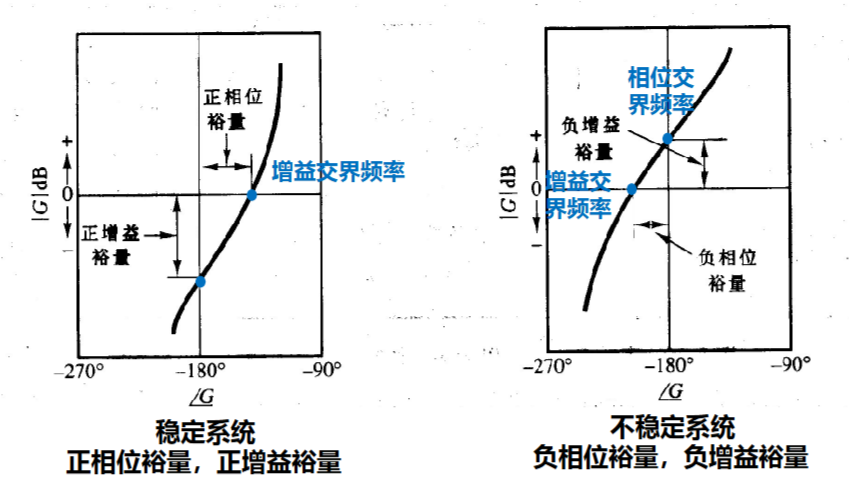 正相位
裕量
增益交界频率
|G|dB
+
0
−
正增益
裕量
−270°
−180°
−90°
/G
稳定系统
正相位裕量，正增益裕量
相位交
界频率
负增益
裕量
|G|dB
+
0
−
增益交
界频率
负相位
裕量
−270°
−180°
−90°
/G
不稳定系统
负相位裕量，负增益裕量